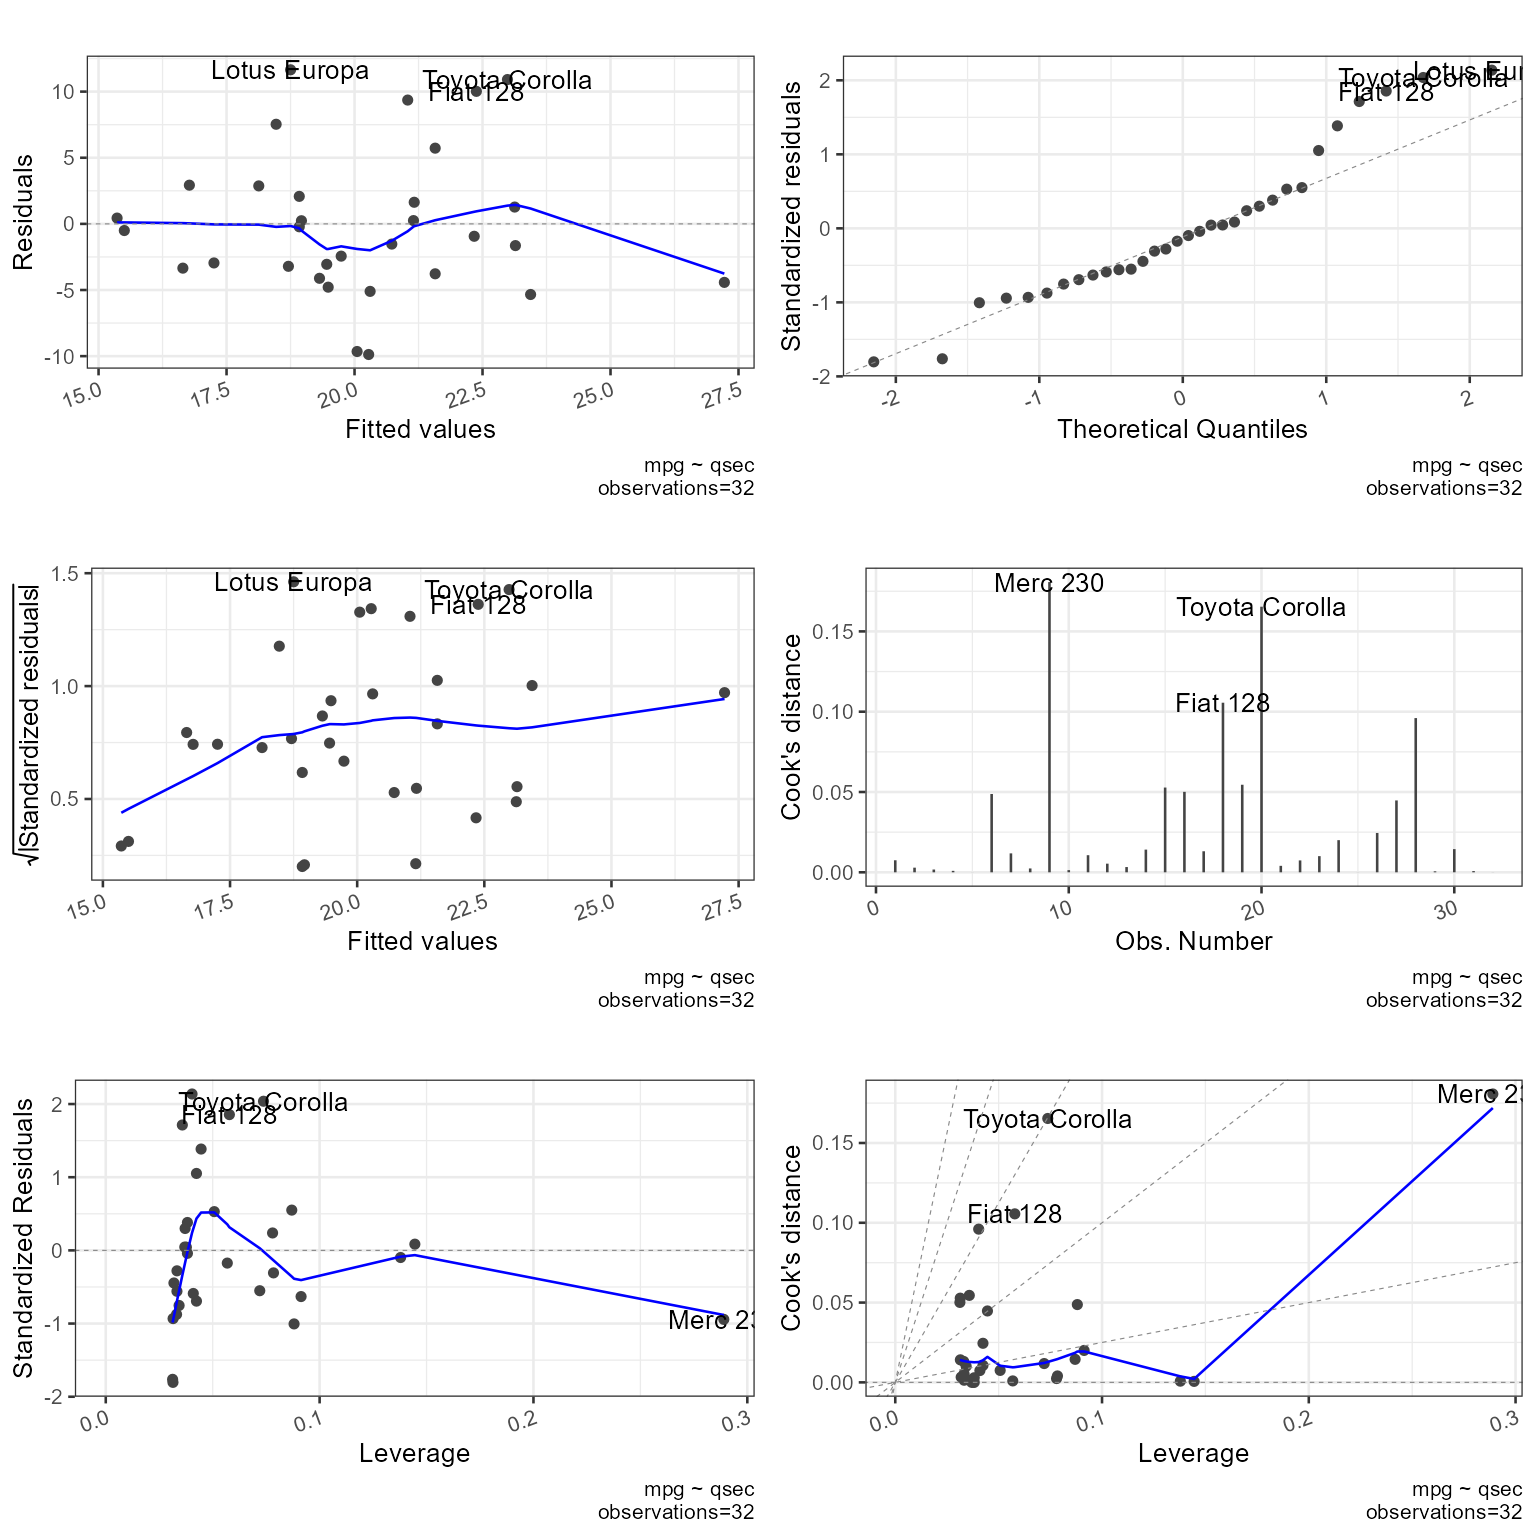 Lotus Europa
Toyota Corolla
Fiat 128
10
5
0
-5
-10
Residuals
15.0 17.5 20.0 22.5 25.0 27.5
Fitted values
mpg ~ qsec
observations=32
Lotus Eur
Toyota Corolla
Fiat 128
2
1
0
-1
-2
Standardized residuals
-2 -1 0 1 2
Theoretical Quantiles
mpg ~ qsec
observations=32
Lotus Europa
Toyota Corolla
Fiat 128
1.5
1.0
0.5
√|Standardized residuals|
15.0 17.5 20.0 22.5 25.0 27.5
Fitted values
mpg ~ qsec
observations=32
Merc 230
Toyota Corolla
Fiat 128
0.15
0.10
0.05
0.00
Cook's distance
0 10 20 30
Obs. Number
mpg ~ qsec
observations=32
Toyota Corolla
Fiat 128
Merc 23
2
1
0
-1
-2
Standardized Residuals
0.0 0.1 0.2 0.3
Leverage
mpg ~ qsec
observations=32
Merc 23
Toyota Corolla
Fiat 128
0.15
0.10
0.05
0.00
Cook's distance
0.0 0.1 0.2 0.3
Leverage
mpg ~ qsec
observations=32